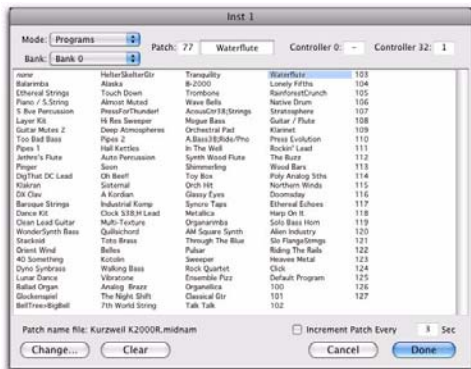 Inst 1
Mode: Programs
Bank: Bank 0
Patch: 77 Waterflute
Controller 0: -
Controller 32: 1
none HelterSkelterGtr Tranquility Waterflute 103
Balarimba Alaska B-2000 Lonely Fifths 104
Ethereal Strings Touch Down Trombone RainforestCrunch 105
Piano / S.String Almost Muted Wave Bells Native Drum 106
5 8ve Percussion PressForThunder! AcousGtr38;Strings Stratosphere 107
Layer Kit Hi Res Sweeper Mogue Bass Guitar / Flute 108
Guitar Mutes 2 Deep Atmospheres Orchestral Pad Klarinet 109
Too Bad Bass Pipes 2 A.Bass38;Ride/Pno Press Evolution 110
Pipes 1 Hall Kettles In The Well Rockin' Lead 111
Jethro's Flute Auto Percussion Synth Wood Flute The Buzz 112
Pinger Soon Shimmerling Wood Bars 113
DigThat DC Lead Oh Beef! Toy Box Poly Analog 5ths 114
Klakran Sisternal Orch Hit Northern Winds 115
DX Clav A Kordian Glassy Eyes Doomsday 116
Baroque Strings Industrial Komp Syncro Taps Ethereal Echoes 117
Dance Kit Clock S38;H Lead Metallica Harp On It 118
Clean Lead Guitar Multi-Texture Organarimba Solo Bass Horn 119
WonderSynth Bass Quillsichord AM Square Synth Alien Industry 120
Stackoid Toto Brass Through The Blue Slo FlangaStrngs 121
Orient Wind Belles Pulsar Riding The Rails 122
40 Something Kotolin Sweeper Heaves Metal 123
Dyno Synbrass Walking Bass Rock Quartet Click 124
Lunar Dance Vibratone Ensemble Pizz Default Program 125
Ballad Organ Analog Brazz Organellica 100 126
Glockenspiel The Night Shift Classical Gtr 101 127
BellTree>BigBell 7th World String Talk Talk 102
Patch name file: Kurzweil K2000R.midnam
Increment Patch Every 3 Sec
Change... Clear Cancel Done